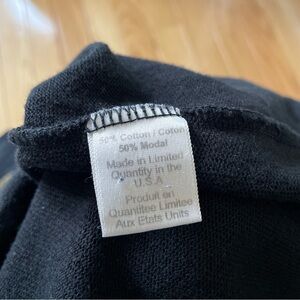 50% Cotton / Coton
50% Modal
Made in Limited
Quantity in the
U.S.A
Produit en
Quantitee Limitee
Aux Etats Units